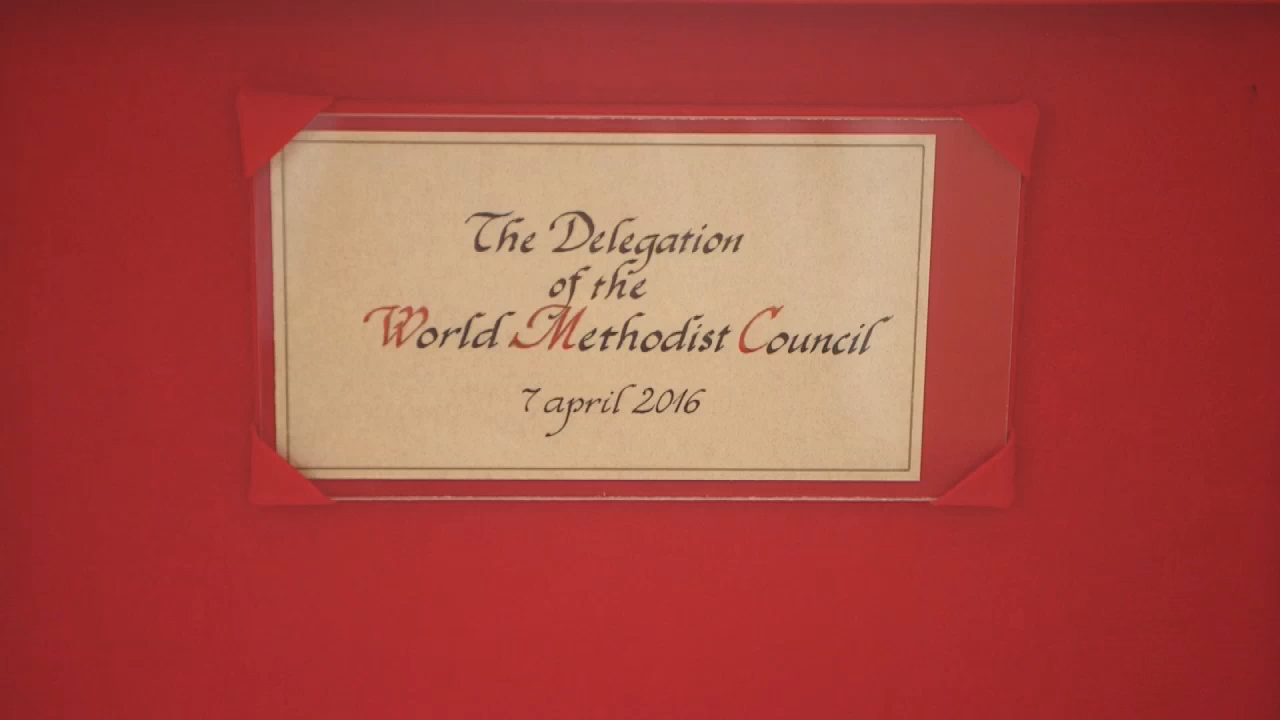 The Delegation
of the
World Methodist Council
7 april 2016